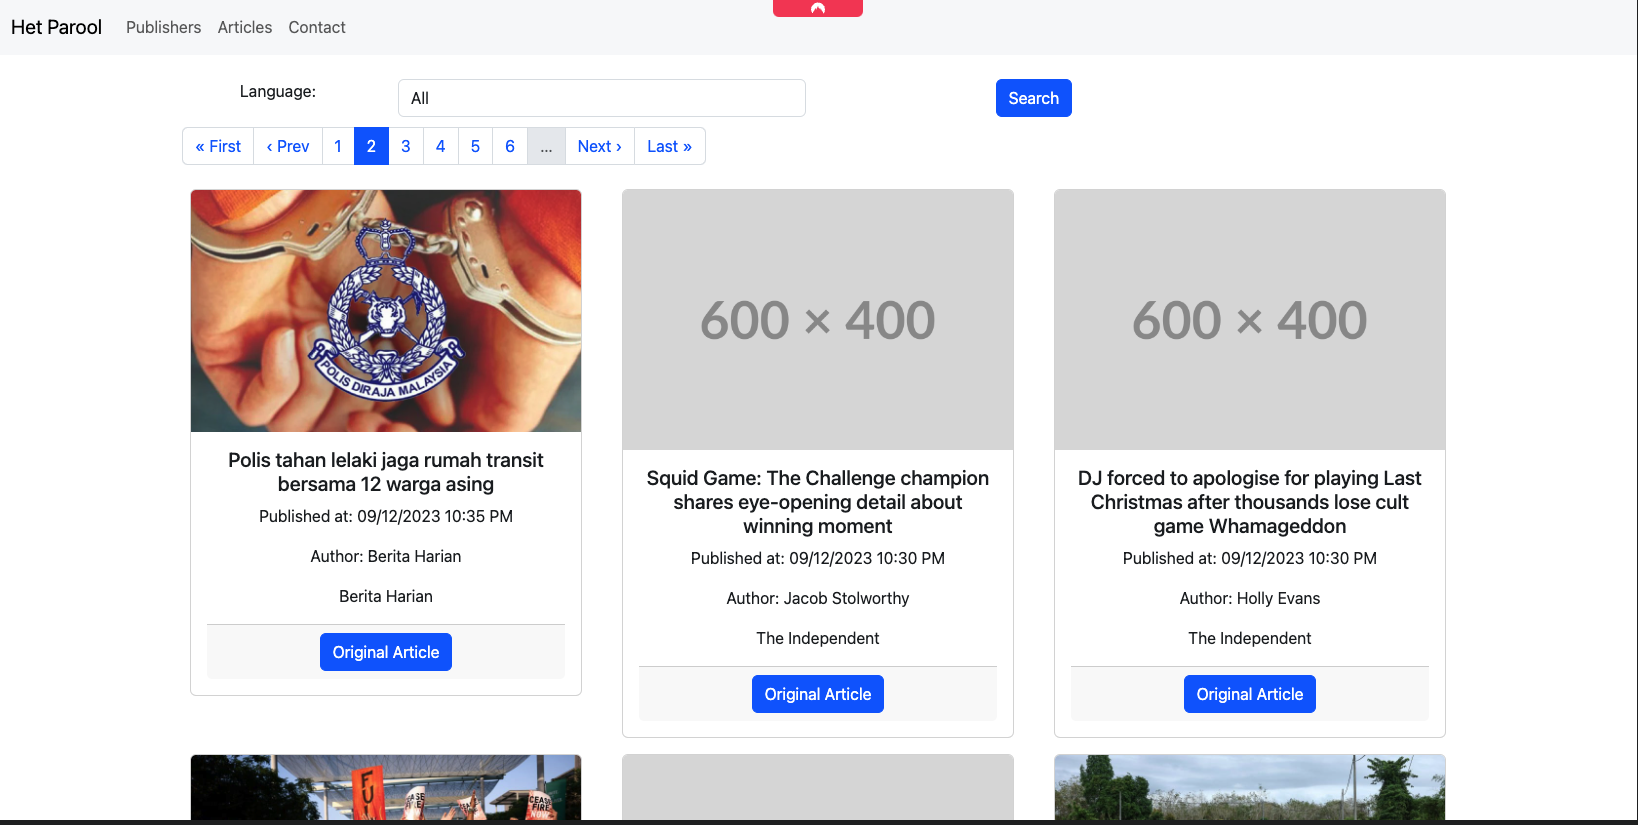 Het Parool Publishers Articles Contact
Language: All Search
« First ‹ Prev 1 2 3 4 5 6 ... Next › Last »
POLIS DIRAJA MALAYSIA
Polis tahan lelaki jaga rumah transit
bersama 12 warga asing
Published at: 09/12/2023 10:35 PM
Author: Berita Harian
Berita Harian
Original Article
600 × 400
Squid Game: The Challenge champion
shares eye-opening detail about
winning moment
Published at: 09/12/2023 10:30 PM
Author: Jacob Stolworthy
The Independent
Original Article
600 × 400
DJ forced to apologise for playing Last
Christmas after thousands lose cult
game Whamageddon
Published at: 09/12/2023 10:30 PM
Author: Holly Evans
The Independent
Original Article
CEASE
FIRE
CEASE
FIRE
NOW